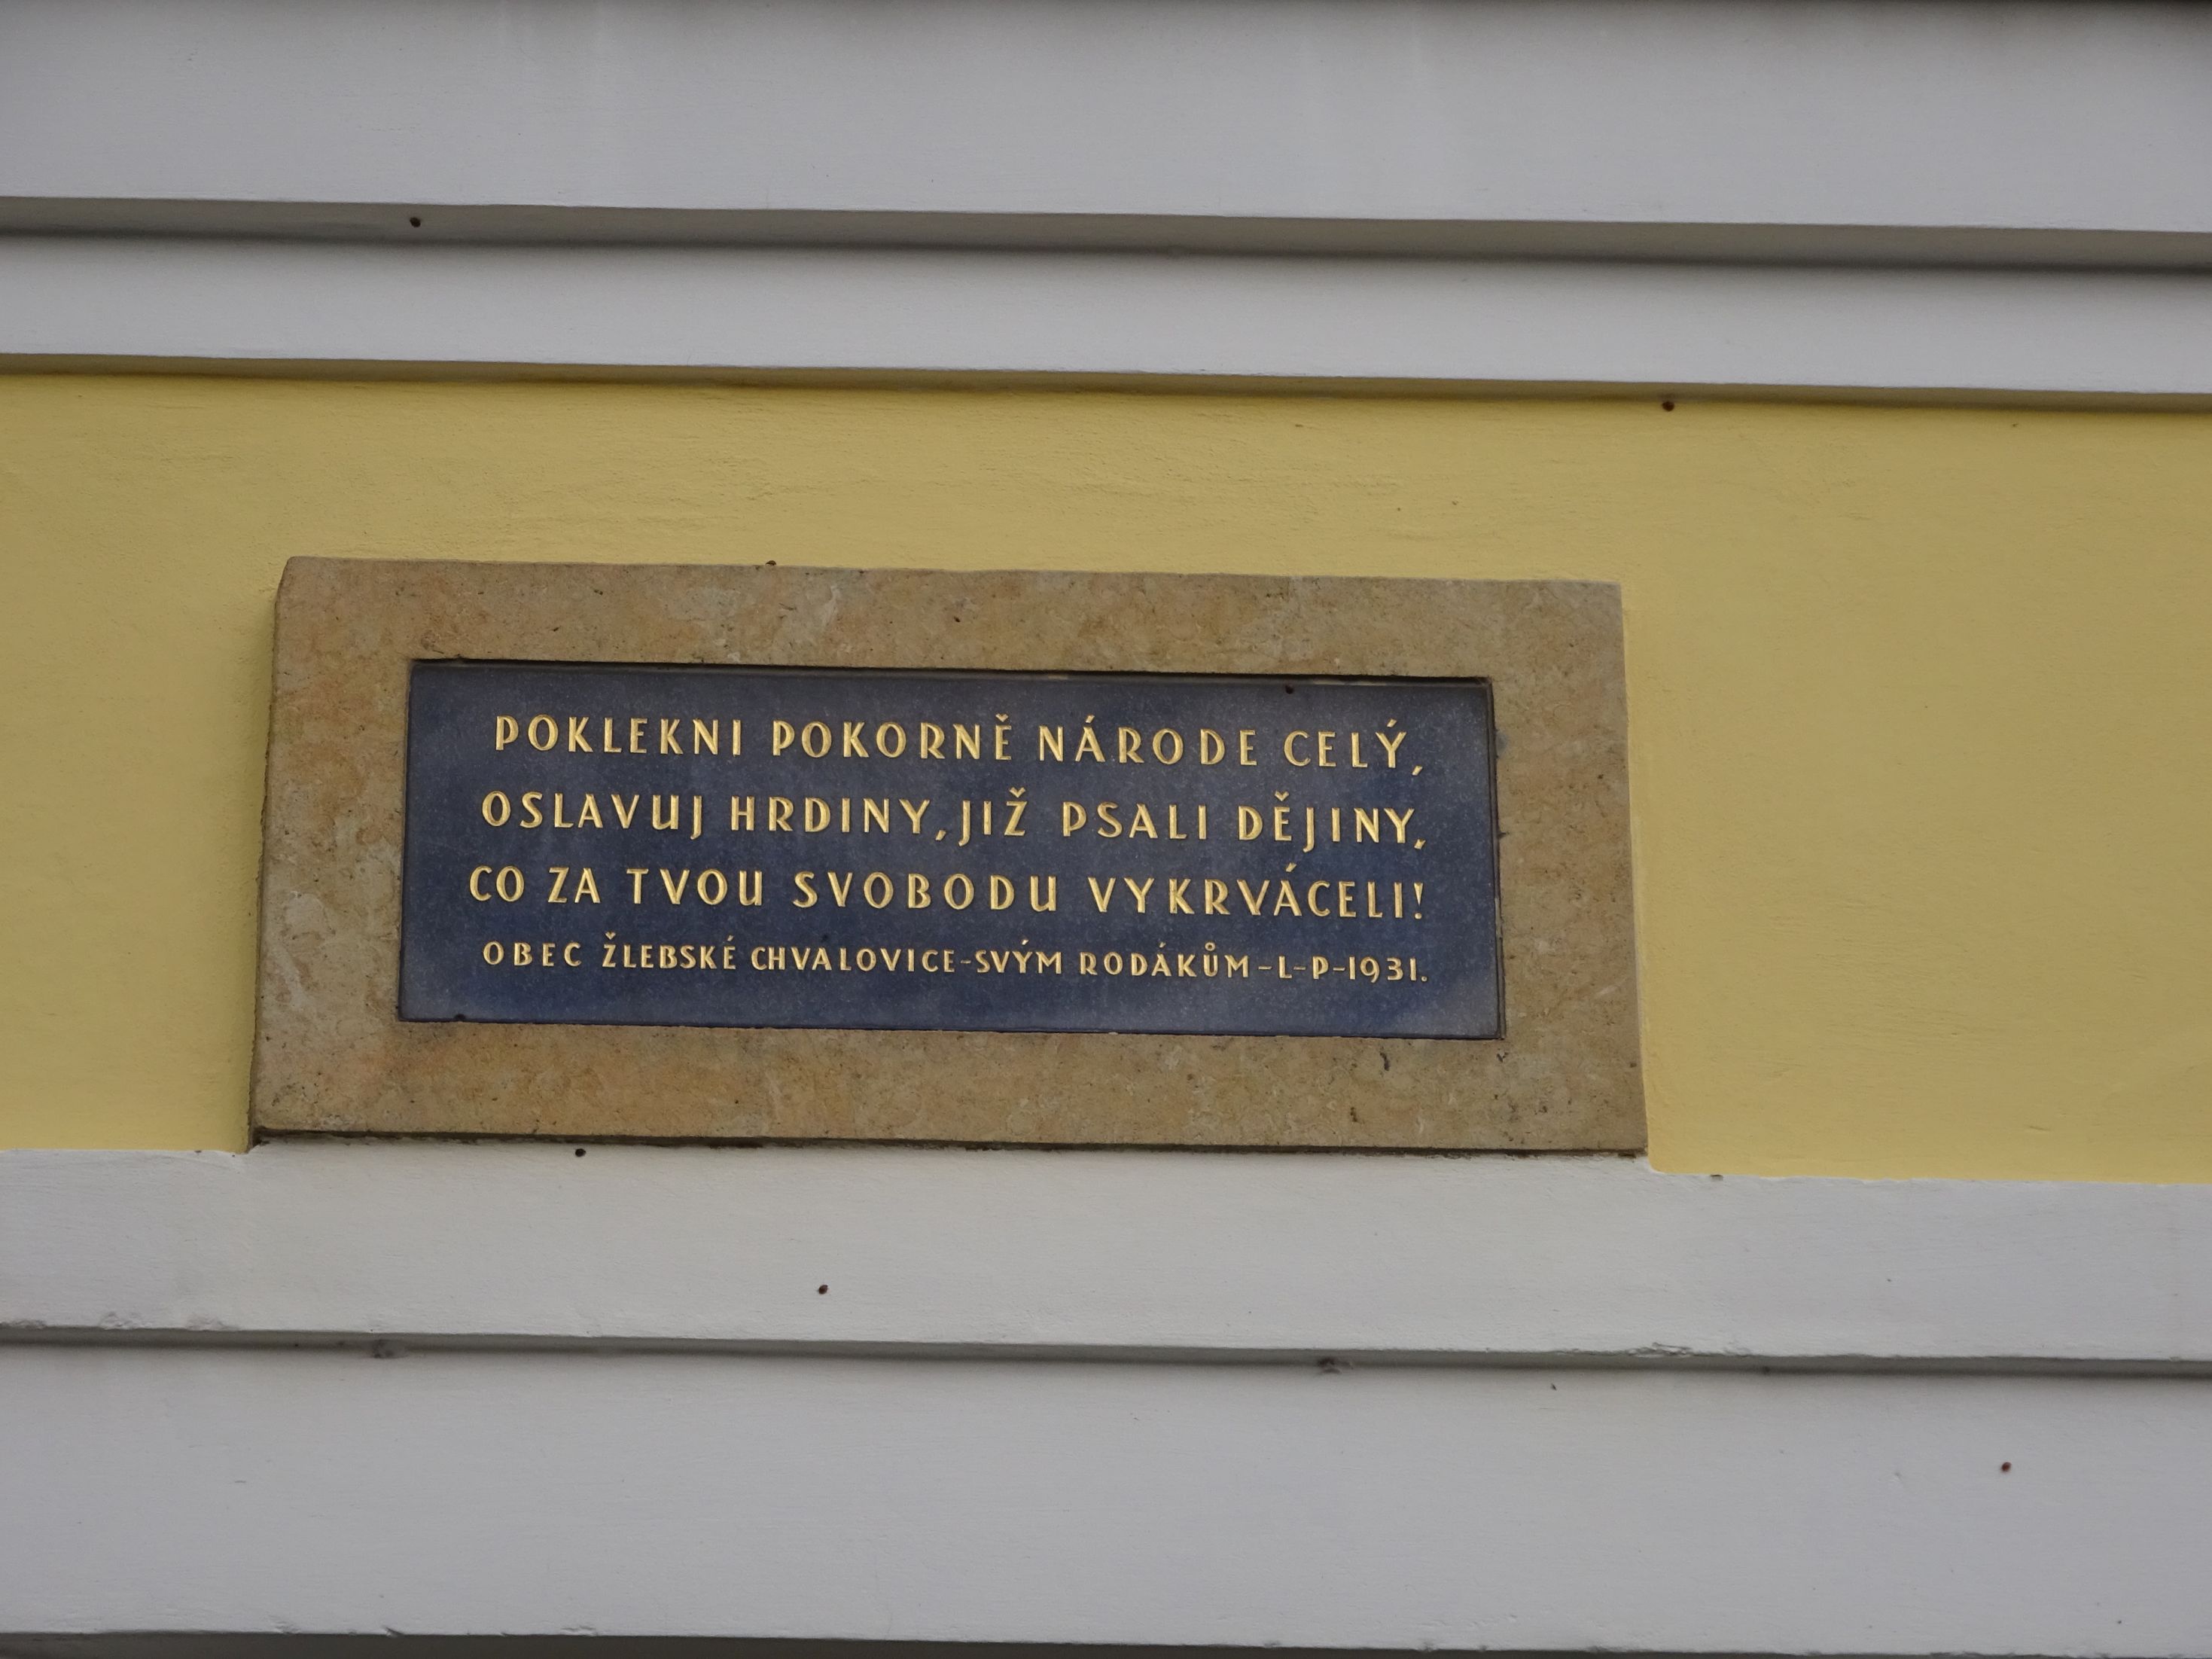 POKLEKNI POKORNĚ NÁRODE CELÝ,
OSLAVUJ HRDINY, JIŽ PSALI DĚJINY,
CO ZA TVOU SVOBODU VYKRVÁCELI!
OBEC ŽLEBSKÉ CHVALOVICE-SVÝM RODÁKŮM-L-P-1931.